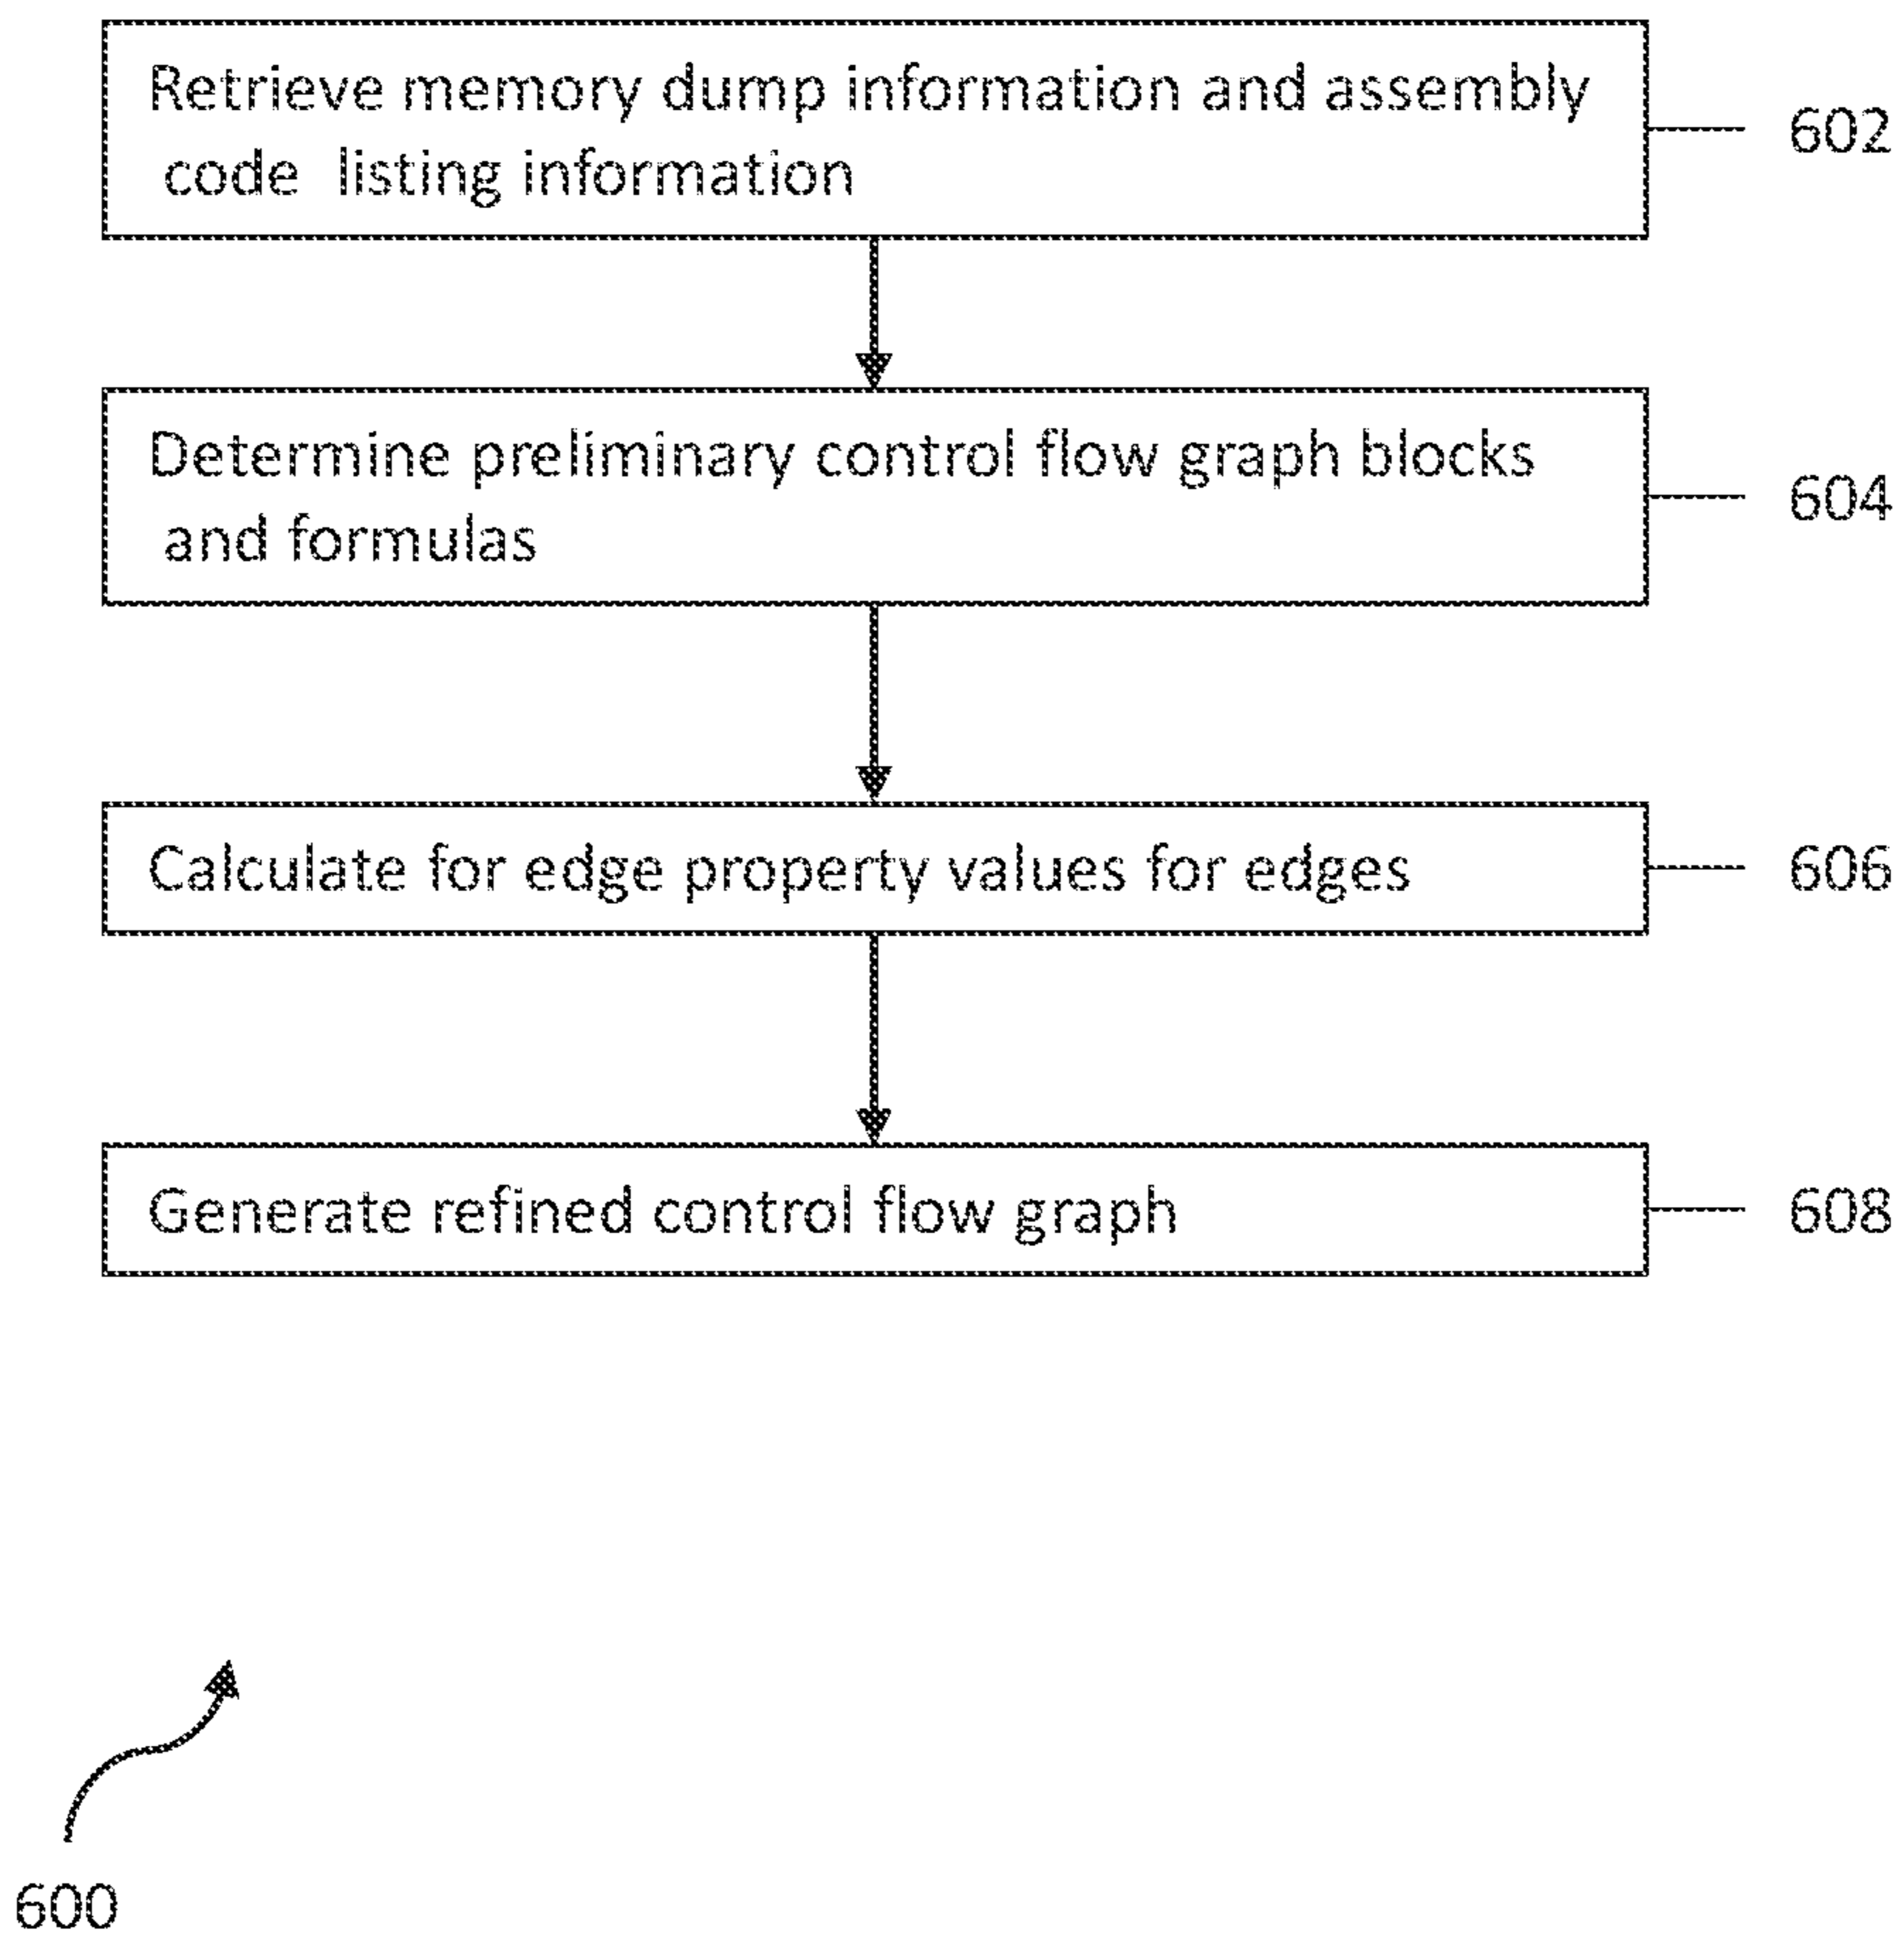 Retrieve memory dump information and assembly
code listing information
602
Determine preliminary control flow graph blocks
and formulas
604
Calculate for edge property values for edges
606
Generate refined control flow graph
608
600